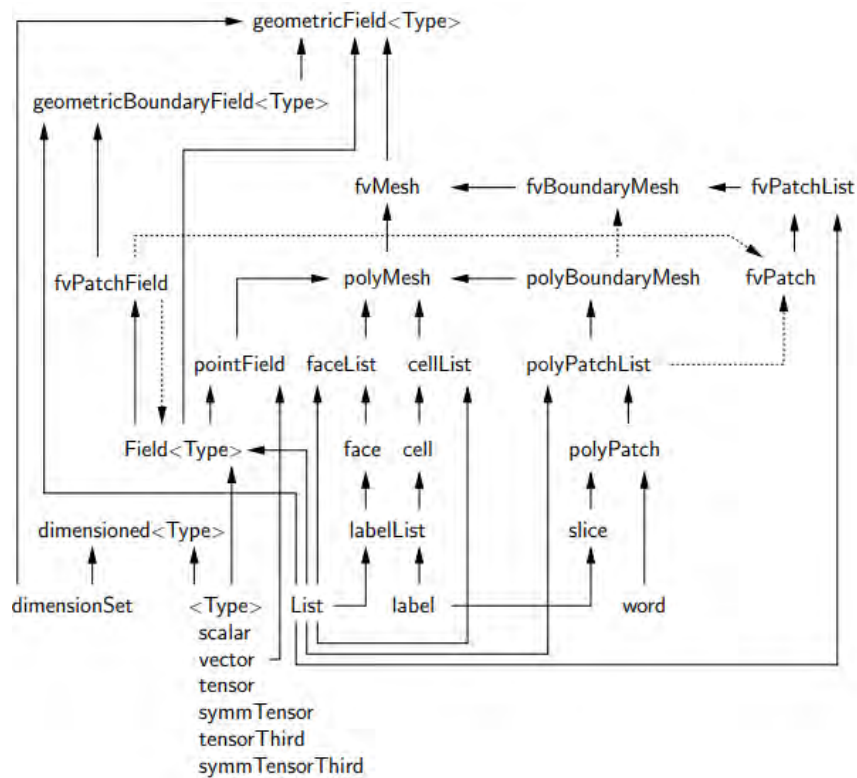 geometricField<Type>
geometricBoundaryField<Type>
fvMesh fvBoundaryMesh fvPatchList
fvPatchField polyMesh polyBoundaryMesh fvPatch
pointField faceList cellList polyPatchList
Field<Type> face cell polyPatch
dimensioned<Type> labelList slice
dimensionSet <Type> List label word
scalar
vector
tensor
symmTensor
tensorThird
symmTensorThird